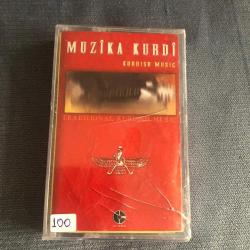 MUZÎKA KURDÎ
KURDISH MUSIC
TRADITIONAL KURDISH MUSIC
100